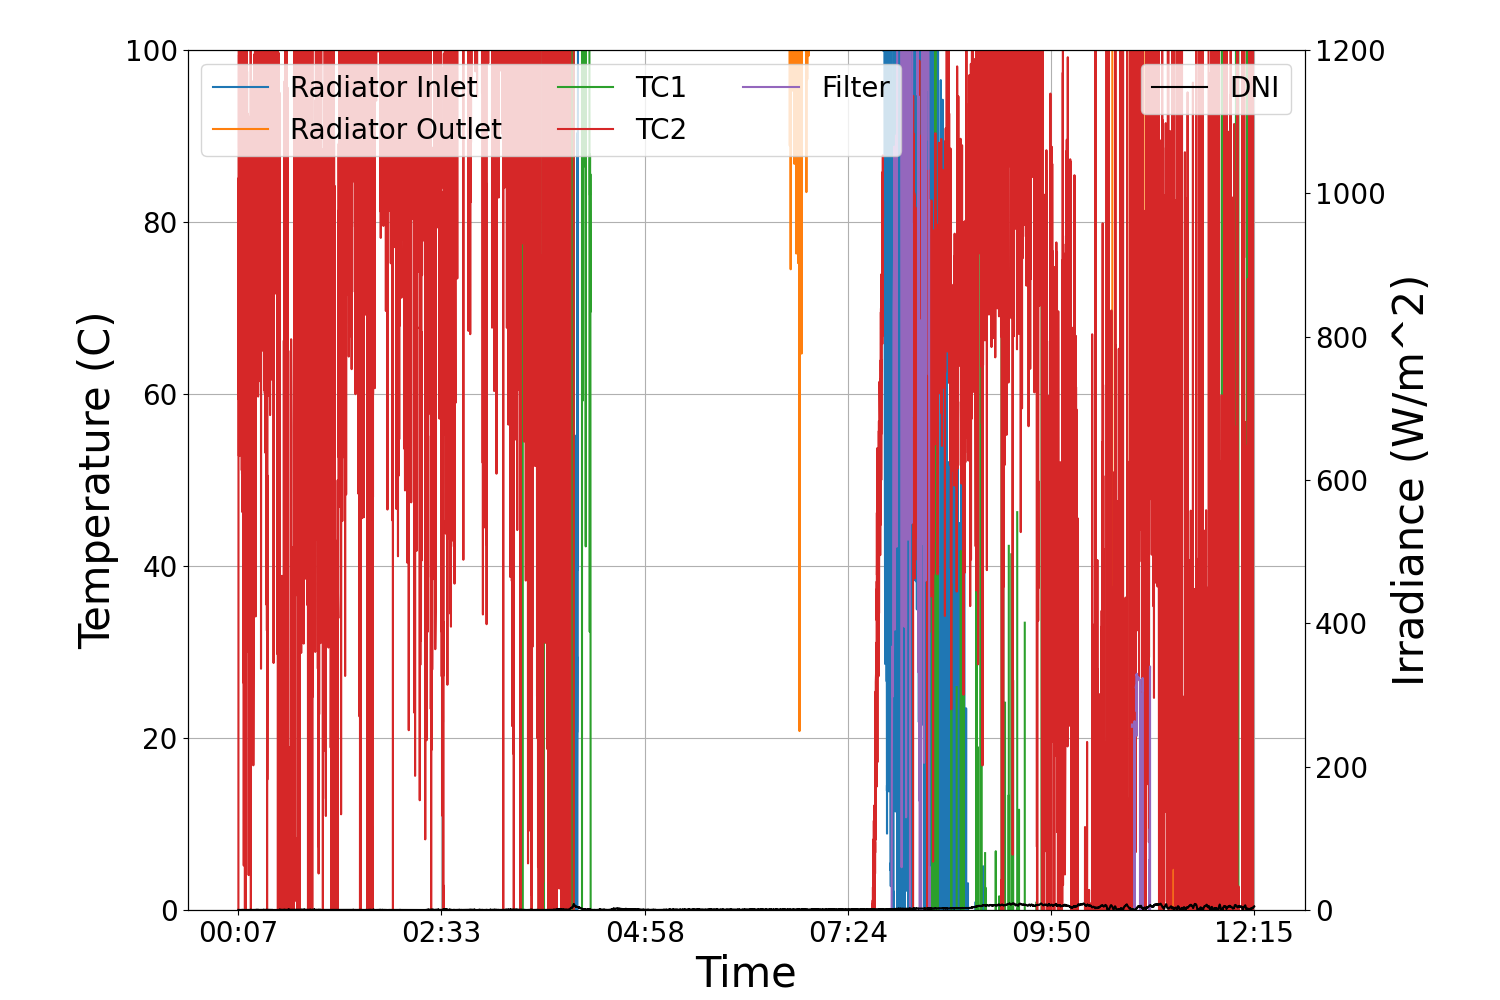 Radiator Inlet
Radiator Outlet
TC1
TC2
Filter
DNI
Temperature (C)
100
80
60
40
20
0
Irradiance (W/m^2)
1200
1000
800
600
400
200
0
00:07 02:33 04:58 07:24 09:50 12:15
Time